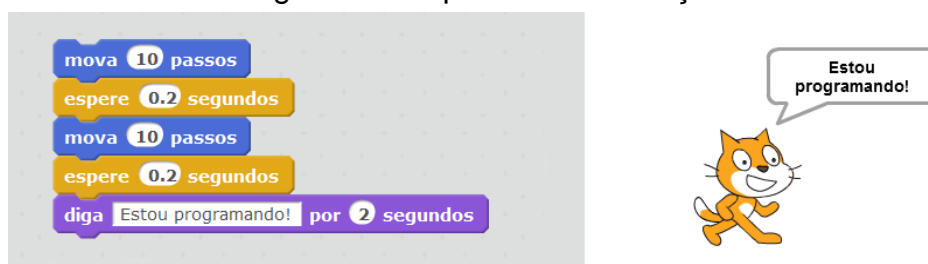 mova 10 passos
espere 0.2 segundos
mova 10 passos
espere 0.2 segundos
diga Estou programando! por 2 segundos
Estou
programando!